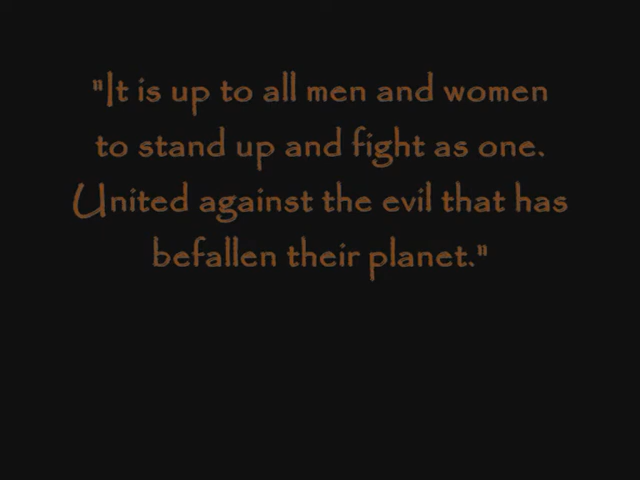 "It is up to all men and women
to stand up and fight as one.
United against the evil that has
befallen their planet."